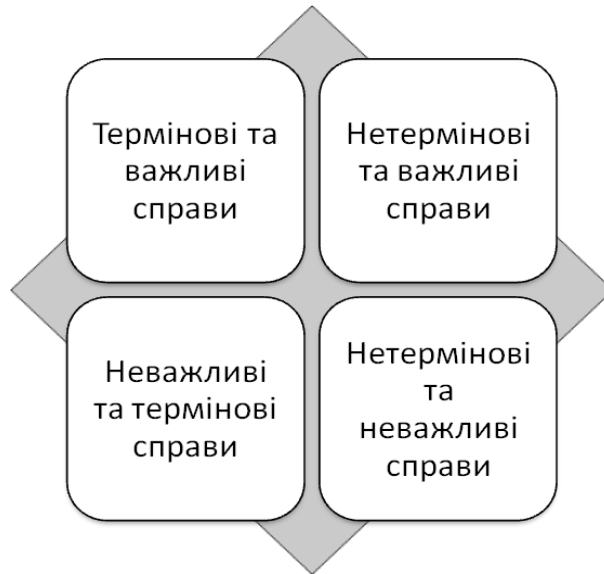 Термінові та
важливі
справи
Нетермінові
та важливі
справи
Неважливі
та термінові
справи
Нетермінові
та
неважливі
справи